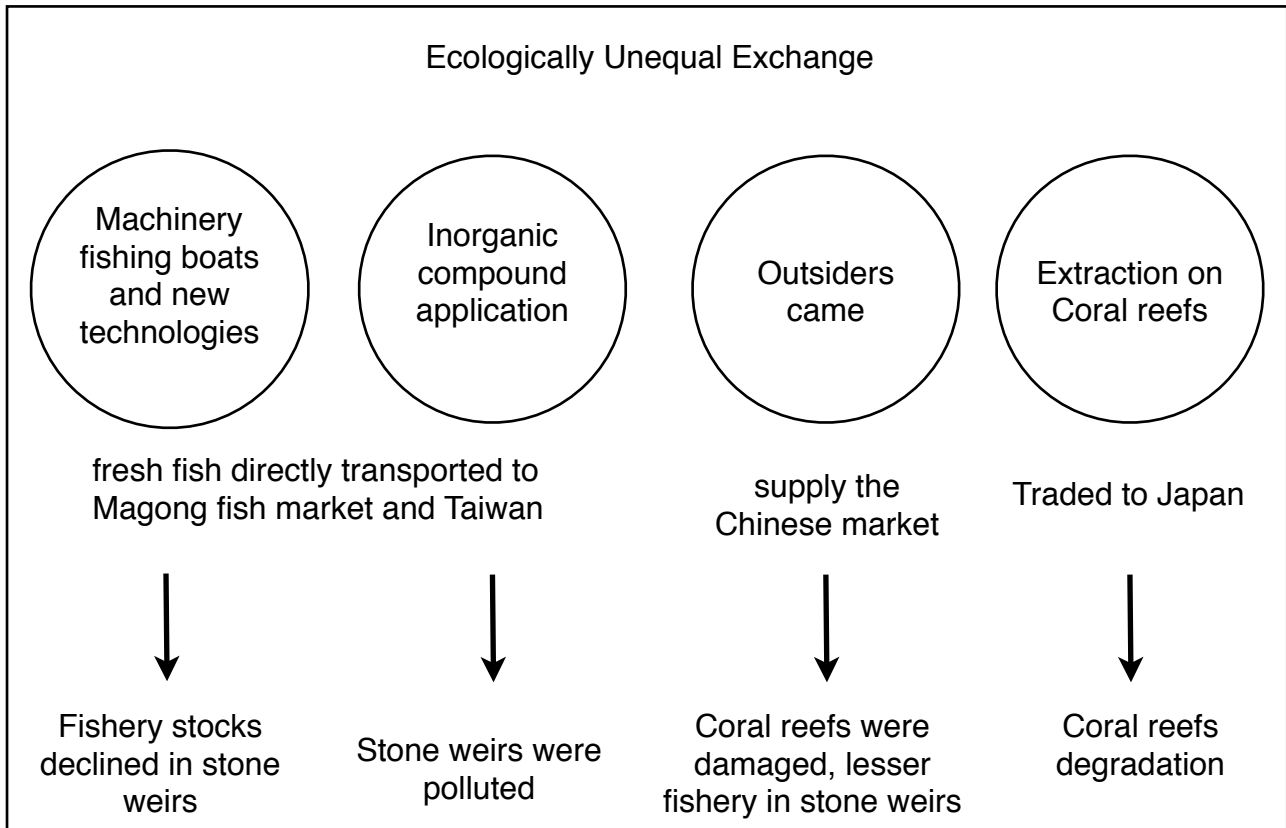 Ecologically Unequal Exchange
Machinery
fishing boats
and new
technologies
Inorganic
compound
application
Outsiders
came
Extraction on
Coral reefs
fresh fish directly transported to
Magong fish market and Taiwan
supply the
Chinese market
Traded to Japan
Fishery stocks
declined in stone
weirs
Stone weirs were
polluted
Coral reefs were
damaged, lesser
fishery in stone weirs
Coral reefs
degradation